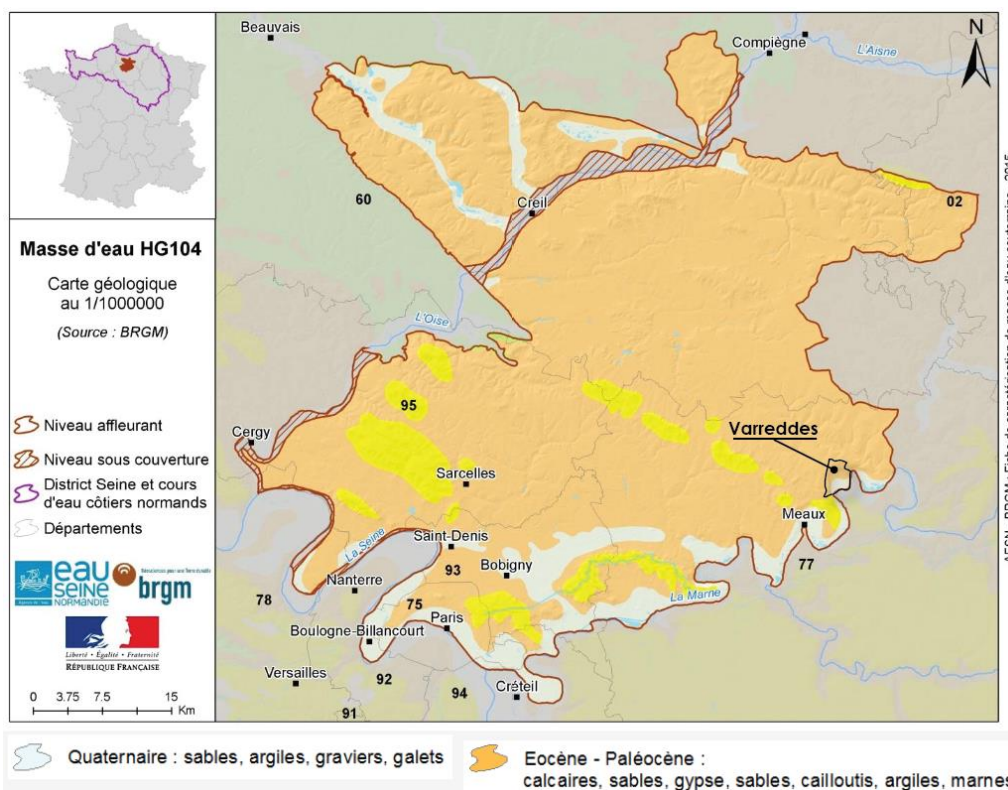 Masse d'eau HG104
Carte géologique
au 1/1000000
(Source : BRGM)
Niveau affleurant
Niveau sous couverture
District Seine et cours
d'eau côtiers normands
Départements
eau
SEINE
NORMANDIE
brgm
Liberté • Égalité • Fraternité
RÉPUBLIQUE FRANÇAISE
0 3.75 7.5 15
Km
Beauvais
Compiègne
L'Aisne
N
60
Creil
02
L'Oise
95
Cergy
Varreddes
Sarcelles
Meaux
La Seine
Saint-Denis
93
Bobigny
77
Nanterre
La Marne
78
75
Paris
Boulogne-Billancourt
Versailles
92
94
Créteil
91
Quaternaire : sables, argiles, graviers, galets
Eocène - Paléocène :
calcaires, sables, gypse, sables, cailloutis, argiles, marnes